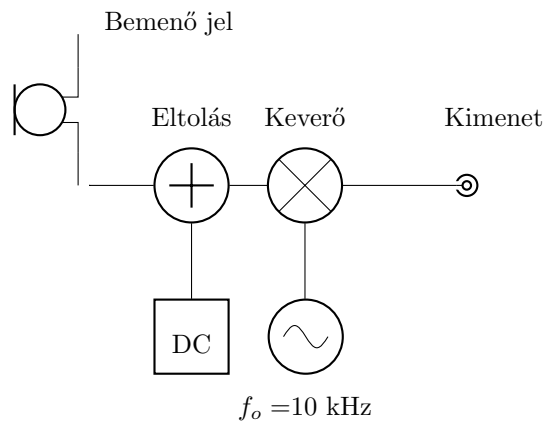 Bemenő jel
Eltolás
Keverő
Kimenet
DC
f_o =10 kHz